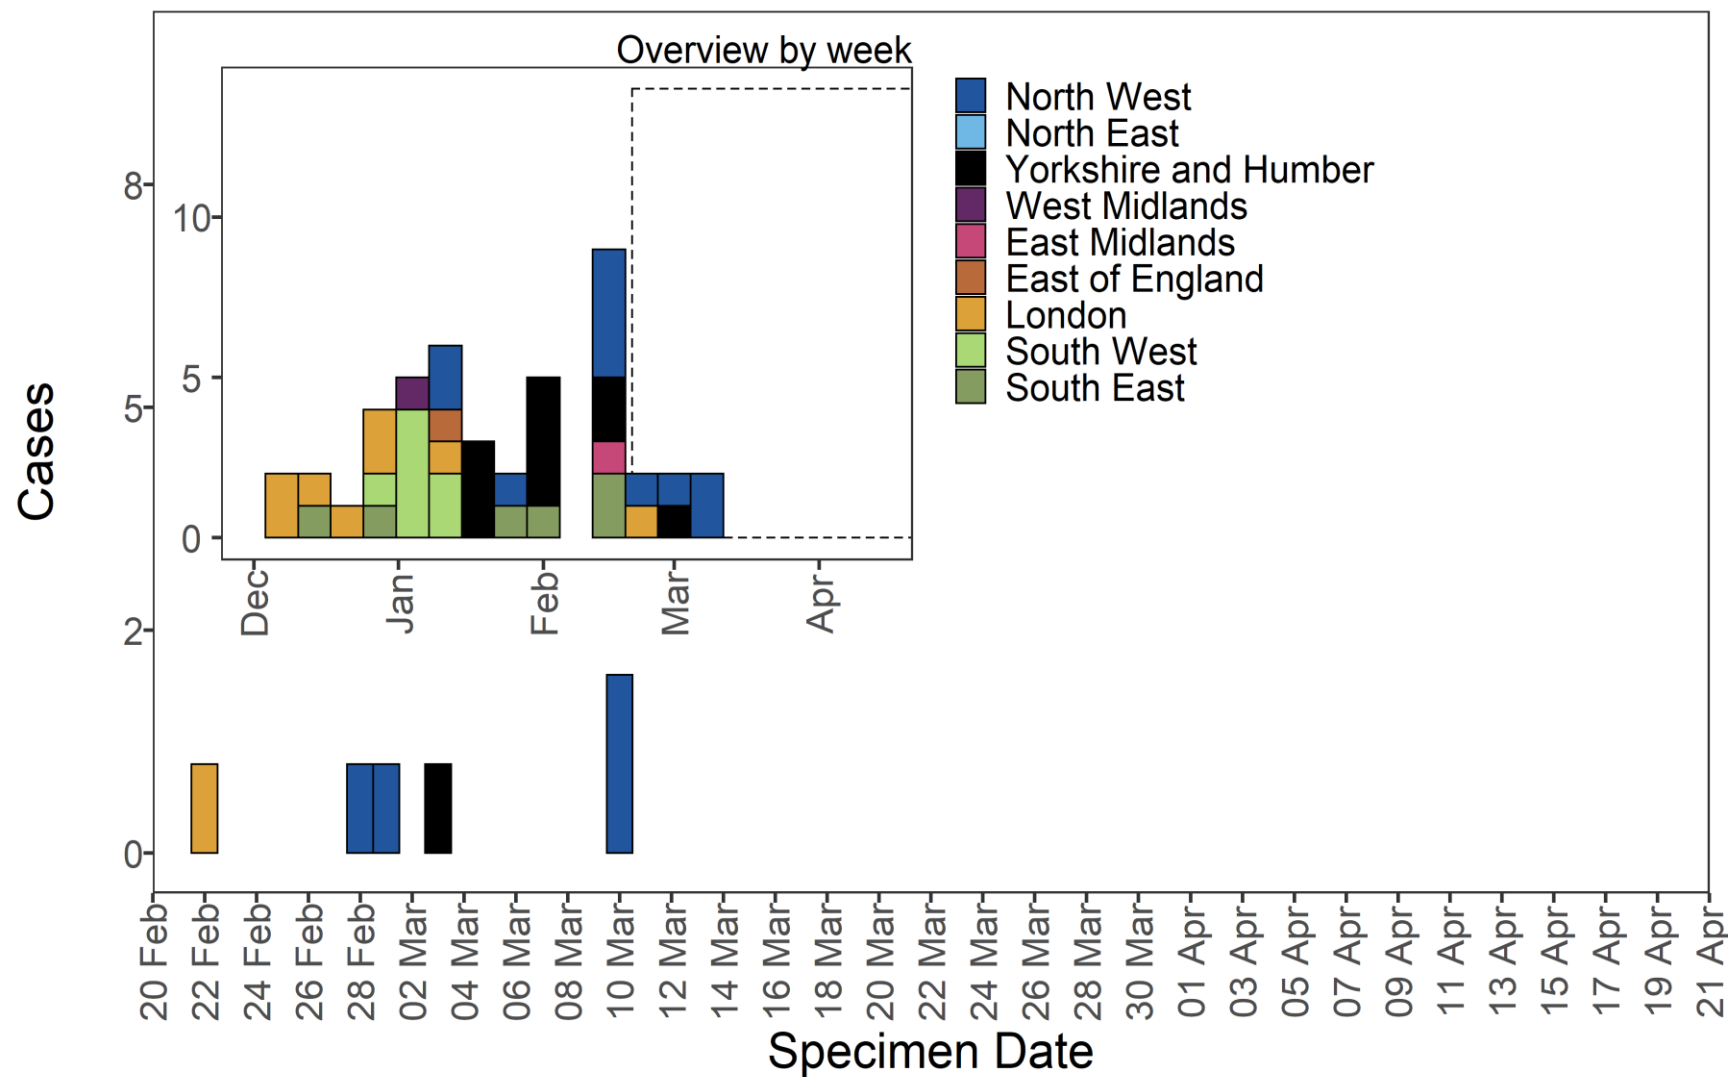 Overview by week
North West
North East
Yorkshire and Humber
West Midlands
East Midlands
East of England
London
South West
South East
10
5
0
Dec
Jan
Feb
Mar
Apr
8
5
2
0
Cases
20 Feb
22 Feb
24 Feb
26 Feb
28 Feb
02 Mar
04 Mar
06 Mar
08 Mar
10 Mar
12 Mar
14 Mar
16 Mar
18 Mar
20 Mar
22 Mar
24 Mar
26 Mar
28 Mar
30 Mar
01 Apr
03 Apr
05 Apr
07 Apr
09 Apr
11 Apr
13 Apr
15 Apr
17 Apr
19 Apr
21 Apr
Specimen Date